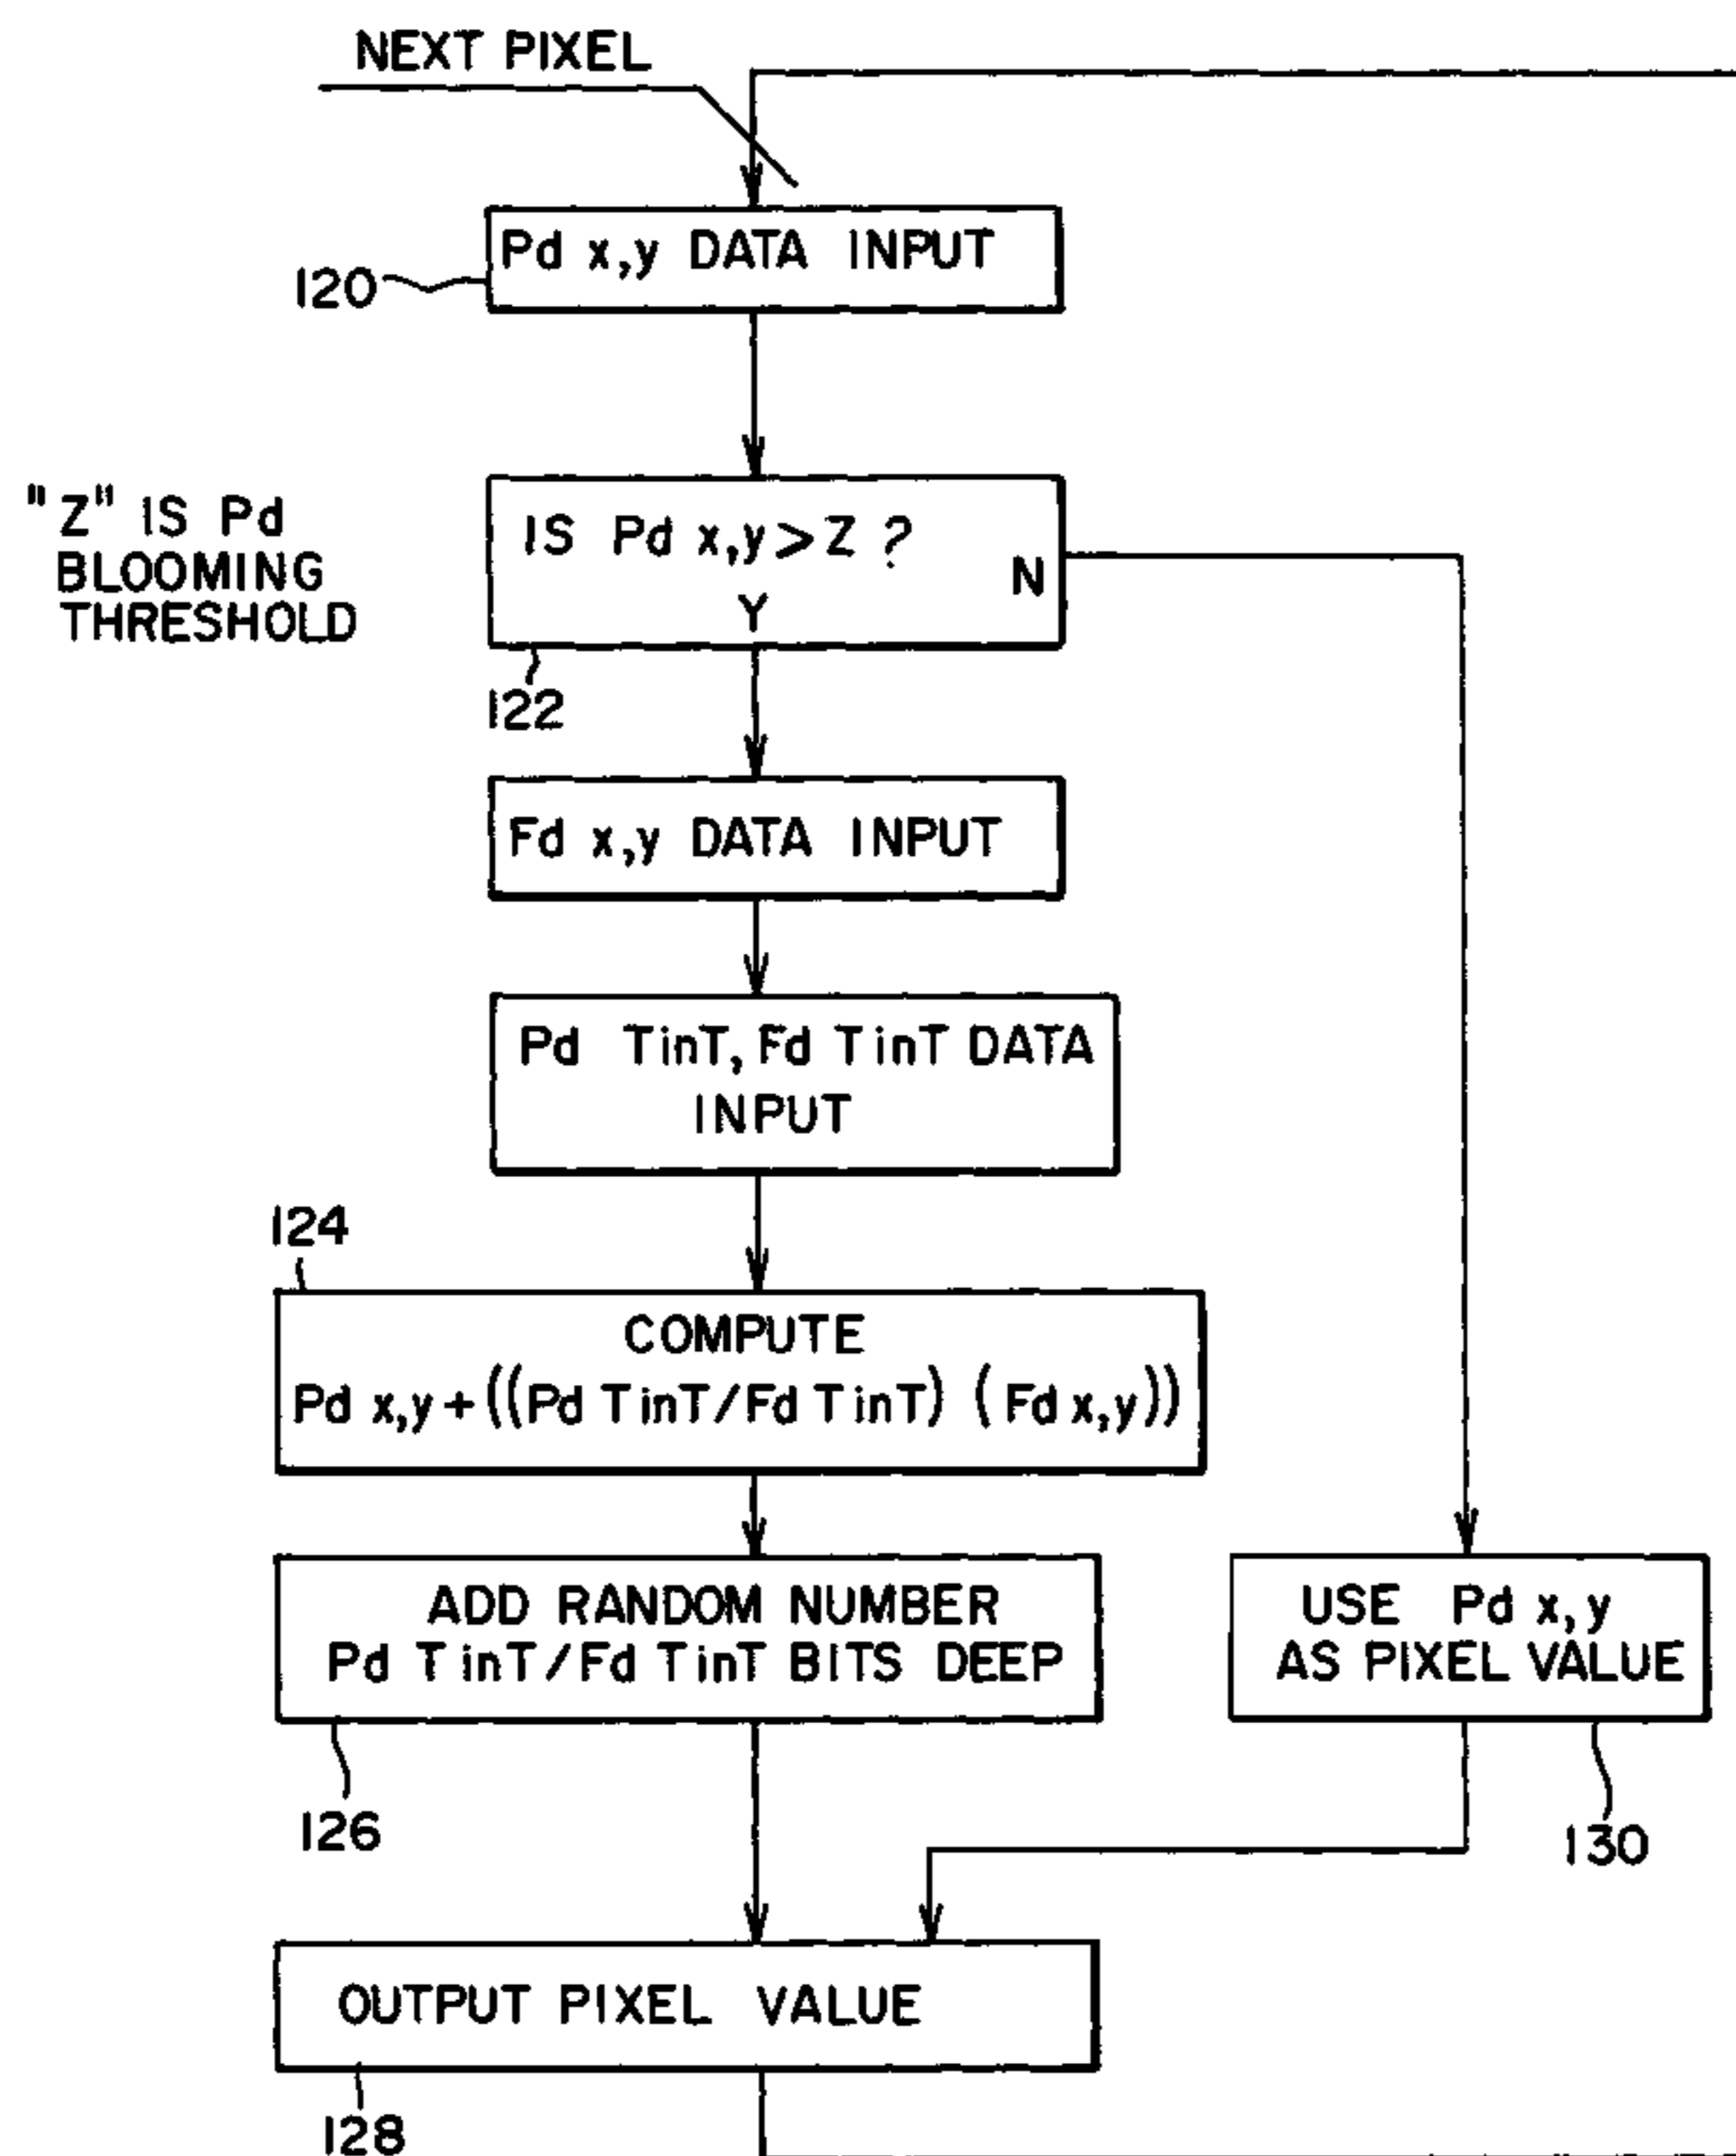 NEXT PIXEL
Pd x,y DATA INPUT
120
"Z" IS Pd
BLOOMING
THRESHOLD
IS Pd x,y>Z ?
N
Y
122
Fd x,y DATA INPUT
Pd TinT, Fd TinT DATA
INPUT
124
COMPUTE
Pd x,y+((Pd TinT/Fd TinT) (Fd x,y))
ADD RANDOM NUMBER
Pd TinT/Fd TinT BITS DEEP
USE Pd x,y
AS PIXEL VALUE
126
130
OUTPUT PIXEL VALUE
128